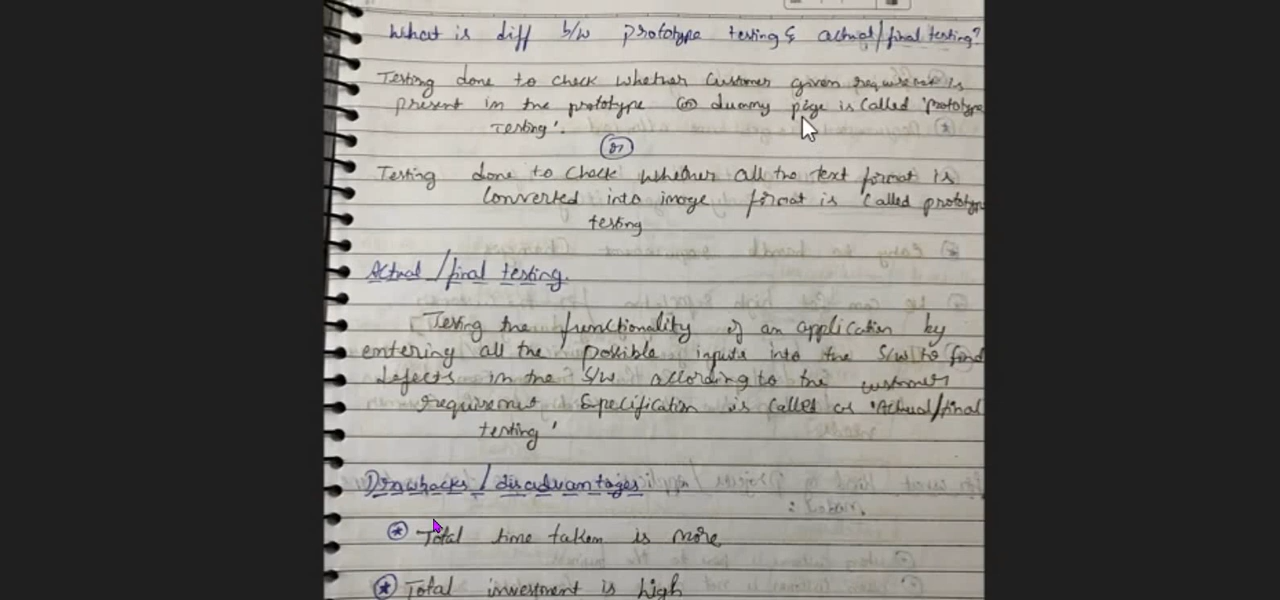 What is diff b/w prototype testing & actual/final testing?
Testing done to check whether customer given requirement is
present in the prototype (or) dummy page is called 'prototype
Testing'.
(or)
Testing done to check whether all the text format is
converted into image format is called prototype
testing
Actual / final testing.
Testing the functionality of an application by
entering all the possible inputs into the S/w to find
defects in the S/w according to the customer
requirement Specification is called as 'Actual/final
testing'
Drawbacks / disadvantages
* Total time taken is more
* Total investment is high